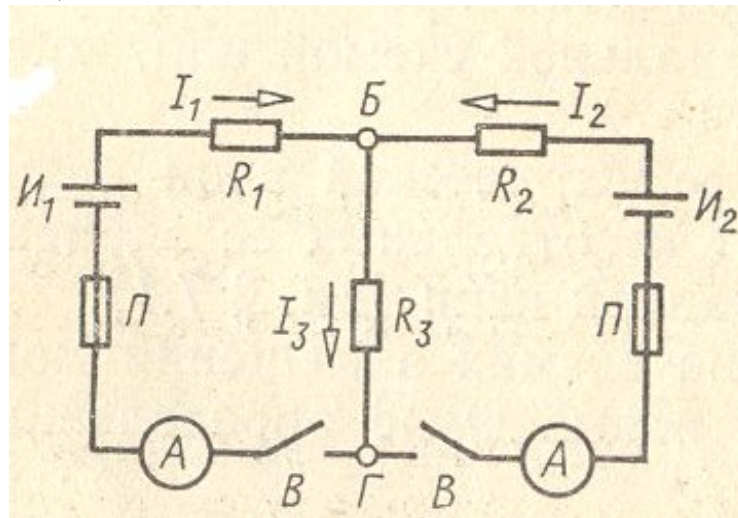 I₁ Б I₂
R₁ R₂
И₁ И₂
П I₃ R₃ П
А В Г В А